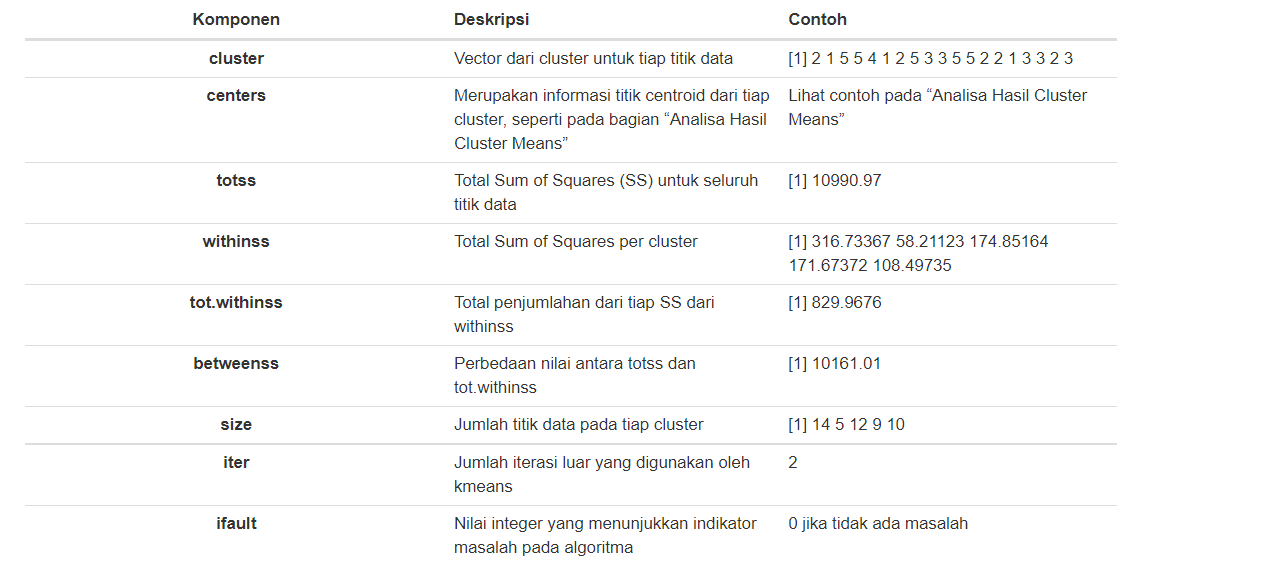 Komponen Deskripsi Contoh
cluster Vector dari cluster untuk tiap titik data [1] 2 1 5 5 4 1 2 5 3 3 5 5 2 2 1 3 3 2 3
centers Merupakan informasi titik centroid dari tiap Lihat contoh pada “Analisa Hasil Cluster
cluster, seperti pada bagian “Analisa Hasil Means”
Cluster Means”
totss Total Sum of Squares (SS) untuk seluruh [1] 10990.97
titik data
withinss Total Sum of Squares per cluster [1] 316.73367 58.21123 174.85164
171.67372 108.49735
tot.withinss Total penjumlahan dari tiap SS dari [1] 829.9676
withinss
betweenss Perbedaan nilai antara totss dan [1] 10161.01
tot.withinss
size Jumlah titik data pada tiap cluster [1] 14 5 12 9 10
iter Jumlah iterasi luar yang digunakan oleh 2
kmeans
ifault Nilai integer yang menunjukkan indikator 0 jika tidak ada masalah
masalah pada algoritma